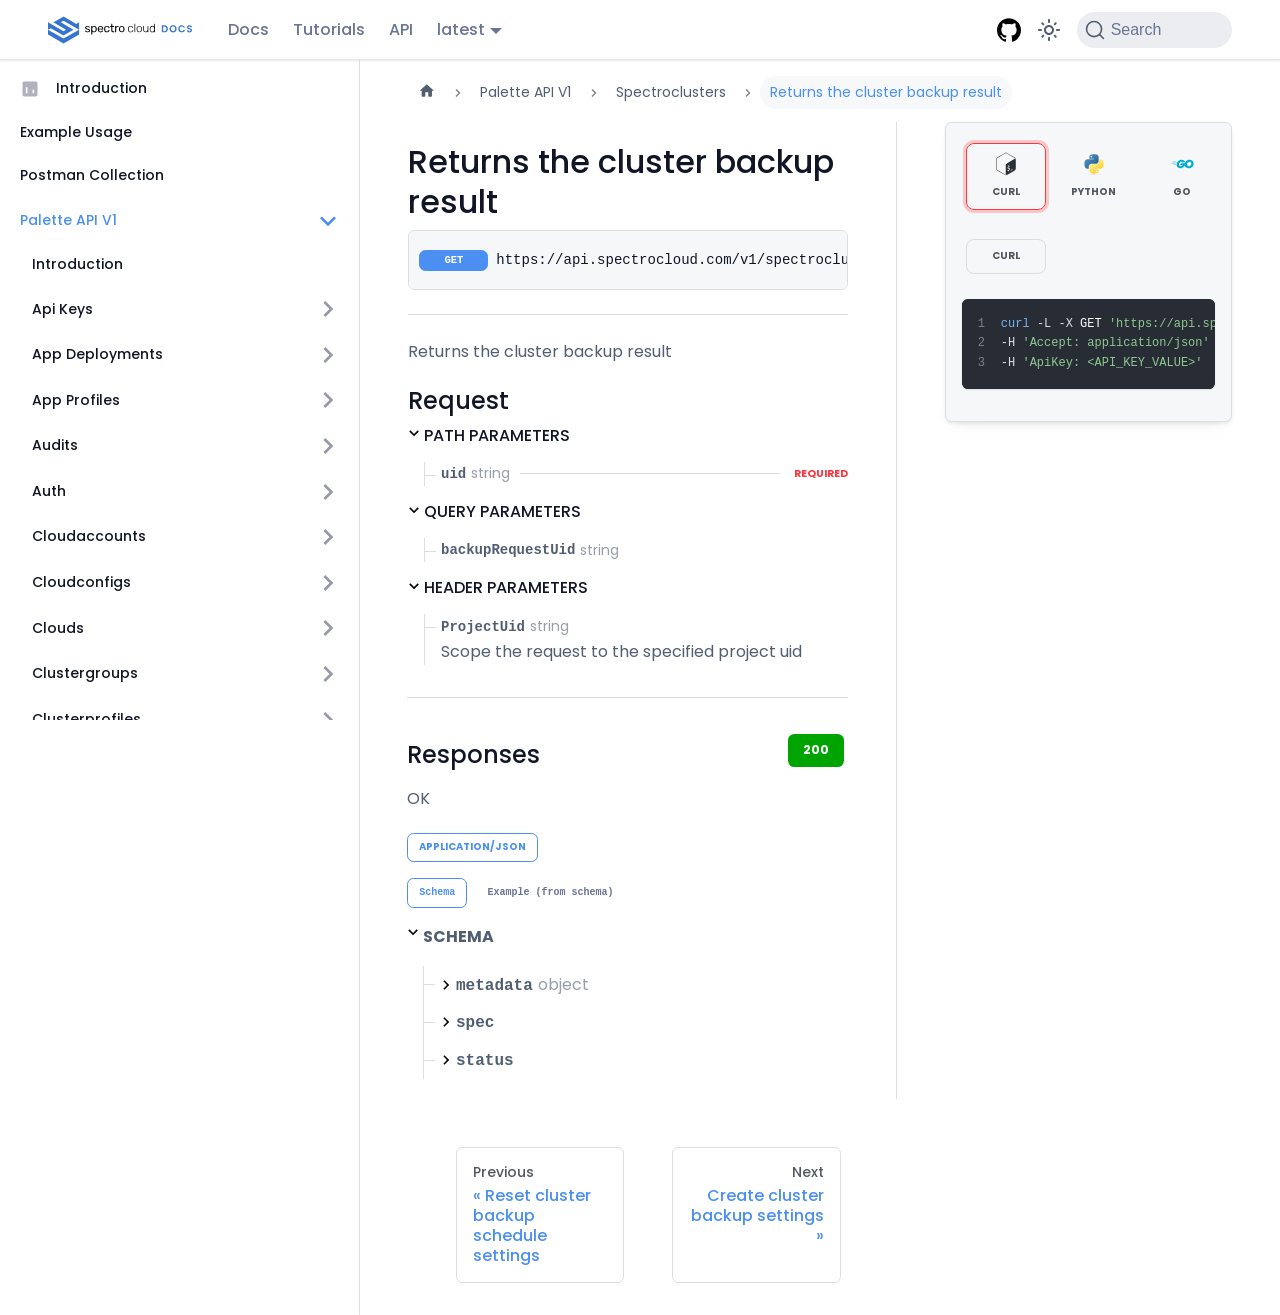 spectro cloud DOCS
Docs
Tutorials
API
latest
Search
Introduction
Example Usage
Postman Collection
Palette API V1
Introduction
Api Keys
App Deployments
App Profiles
Audits
Auth
Cloudaccounts
Cloudconfigs
Clouds
Clustergroups
Clusterprofiles
Palette API V1
Spectroclusters
Returns the cluster backup result
Returns the cluster backup
result
GET https://api.spectrocloud.com/v1/spectroclu
Returns the cluster backup result
Request
PATH PARAMETERS
uid string REQUIRED
QUERY PARAMETERS
backupRequestUid string
HEADER PARAMETERS
ProjectUid string
Scope the request to the specified project uid
Responses
200
OK
APPLICATION/JSON
Schema
Example (from schema)
SCHEMA
metadata object
spec
status
Previous
« Reset cluster
backup
schedule
settings
Next
Create cluster
backup settings
»
CURL
PYTHON
GO
CURL
1 curl -L -X GET 'https://api.sp
2 -H 'Accept: application/json'
3 -H 'ApiKey: <API_KEY_VALUE>'